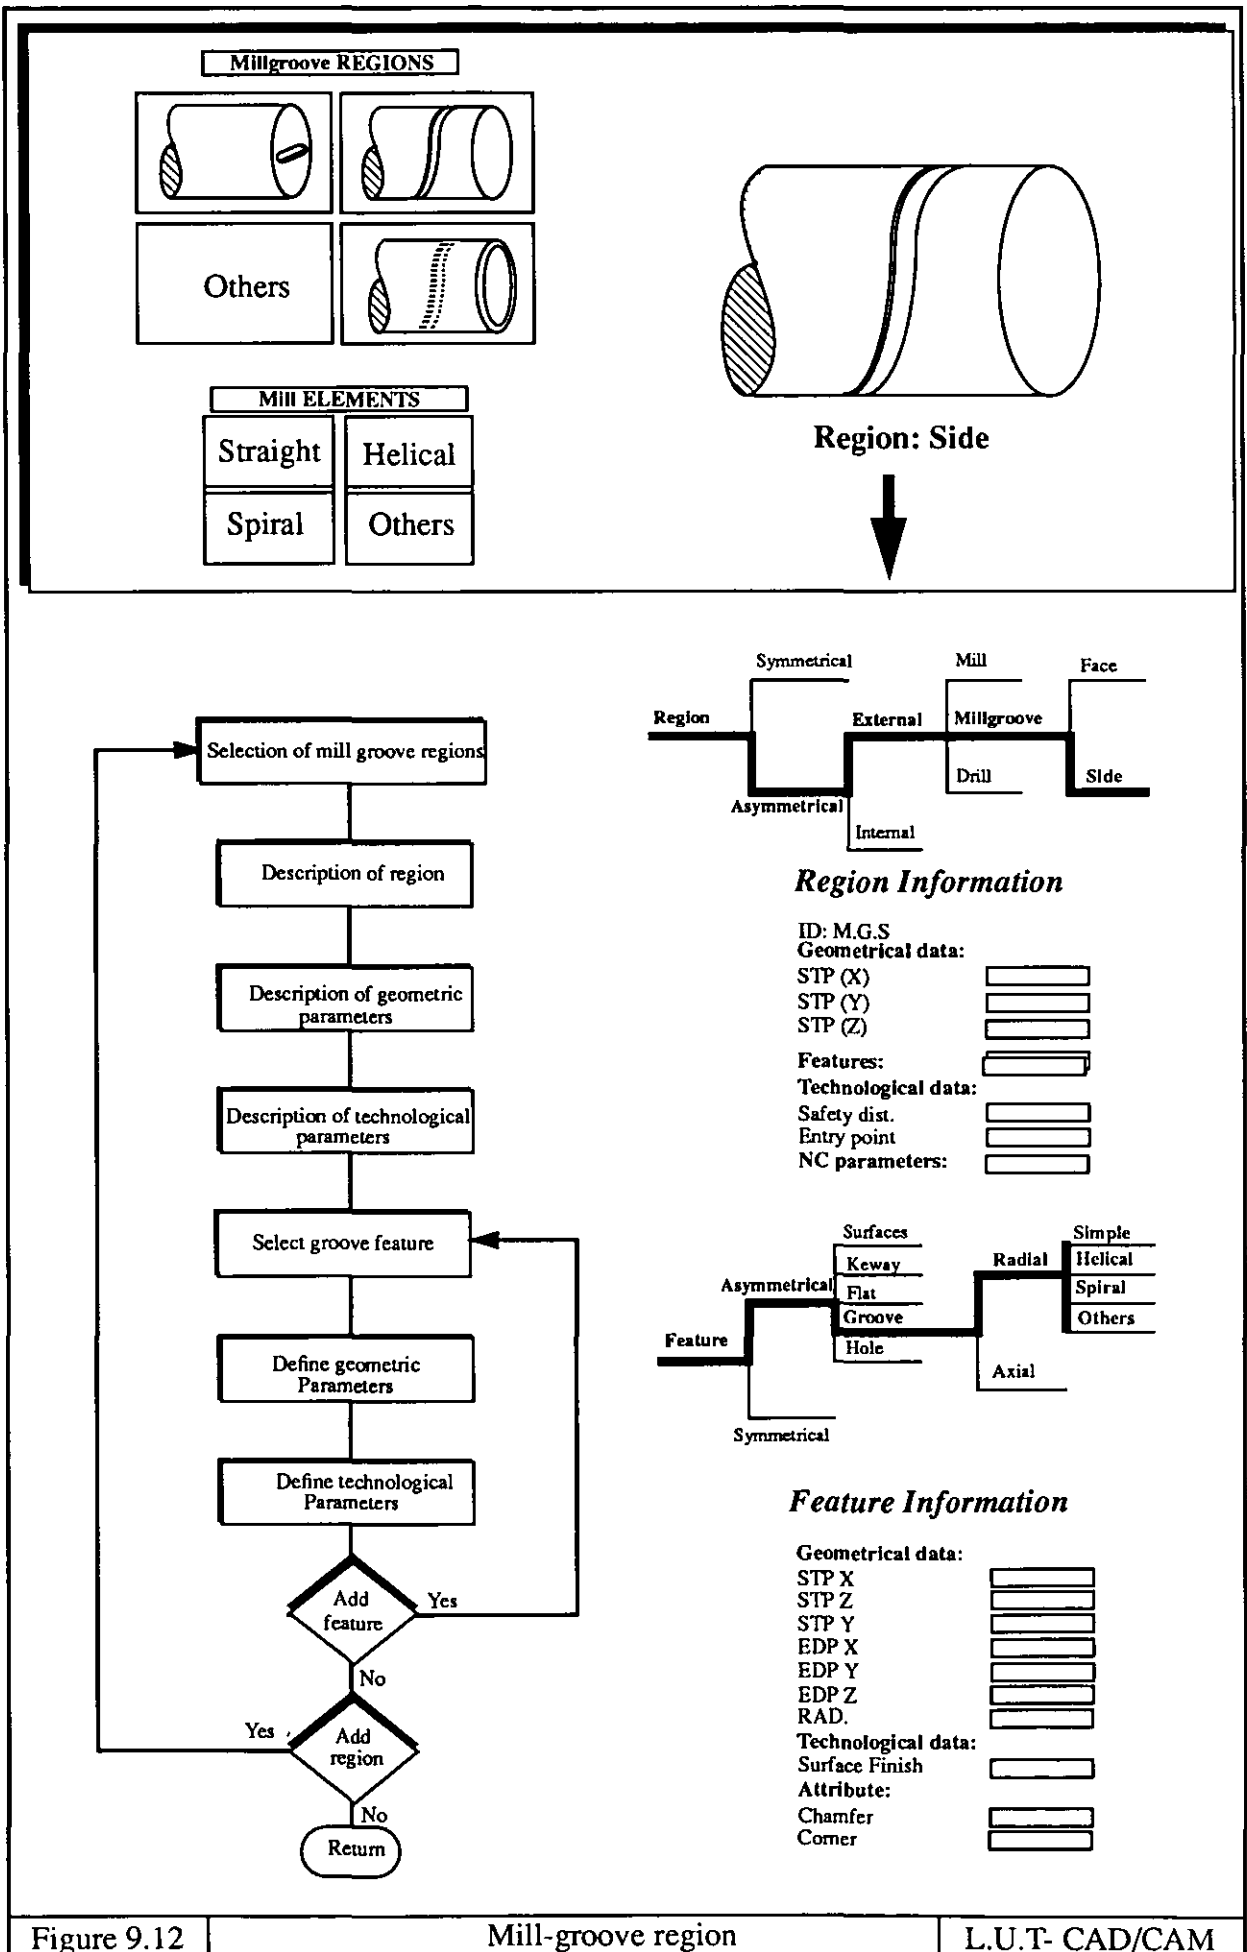 Millgroove REGIONS
Others
Mill ELEMENTS
Straight
Helical
Spiral
Others
Region: Side
Selection of mill groove regions
Description of region
Description of geometric
parameters
Description of technological
parameters
Select groove feature
Define geometric
Parameters
Define technological
Parameters
Add
feature
Yes
No
Add
region
Yes
No
Return
Symmetrical
Mill
Face
Region
External
Millgroove
Asymmetrical
Drill
Side
Internal
Region Information
ID: M.G.S
Geometrical data:
STP (X)
STP (Y)
STP (Z)
Features:
Technological data:
Safety dist.
Entry point
NC parameters:
Surfaces
Simple
Keway
Radial
Helical
Asymmetrical
Flat
Spiral
Groove
Others
Feature
Hole
Axial
Symmetrical
Feature Information
Geometrical data:
STP X
STP Z
STP Y
EDP X
EDP Y
EDP Z
RAD.
Technological data:
Surface Finish
Attribute:
Chamfer
Corner
Figure 9.12
Mill-groove region
L.U.T- CAD/CAM